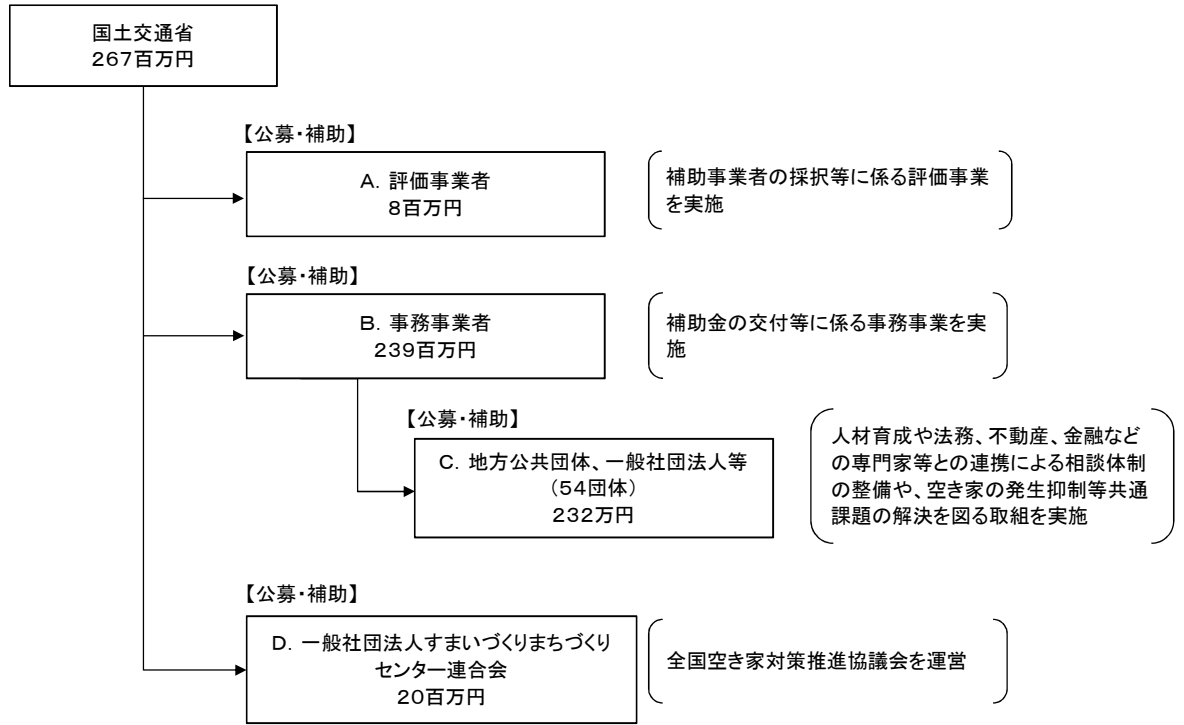 国土交通省
267百万円
【公募・補助】
A．評価事業者
8百万円
補助事業者の採択等に係る評価事業
を実施
【公募・補助】
B．事務事業者
239百万円
補助金の交付等に係る事務事業を実
施
【公募・補助】
C．地方公共団体、一般社団法人等
（54団体）
232万円
人材育成や法務、不動産、金融など
の専門家等との連携による相談体制
の整備や、空き家の発生抑制等共通
課題の解決を図る取組を実施
【公募・補助】
D．一般社団法人すまいづくりまちづくり
センター連合会
20百万円
全国空き家対策推進協議会を運営